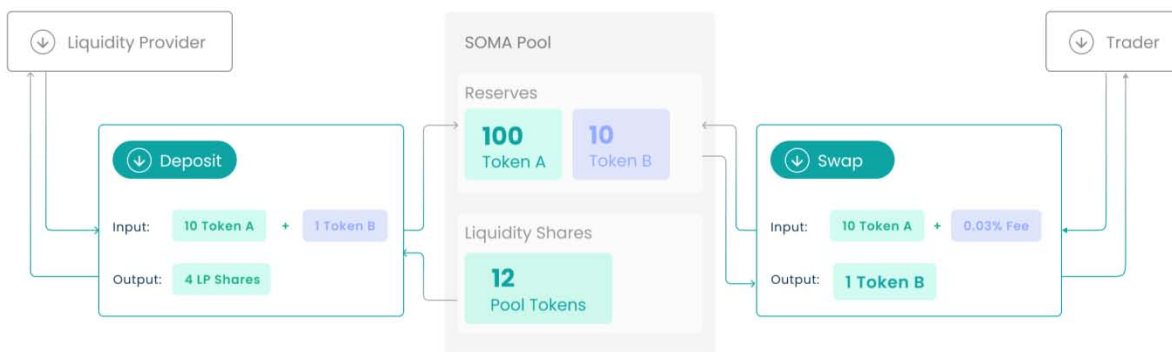 Liquidity Provider
SOMA Pool
Trader
Reserves
100
Token A
10
Token B
Deposit
Input: 10 Token A + 1 Token B
Output: 4 LP Shares
Liquidity Shares
12
Pool Tokens
Swap
Input: 10 Token A + 0.03% Fee
Output: 1 Token B